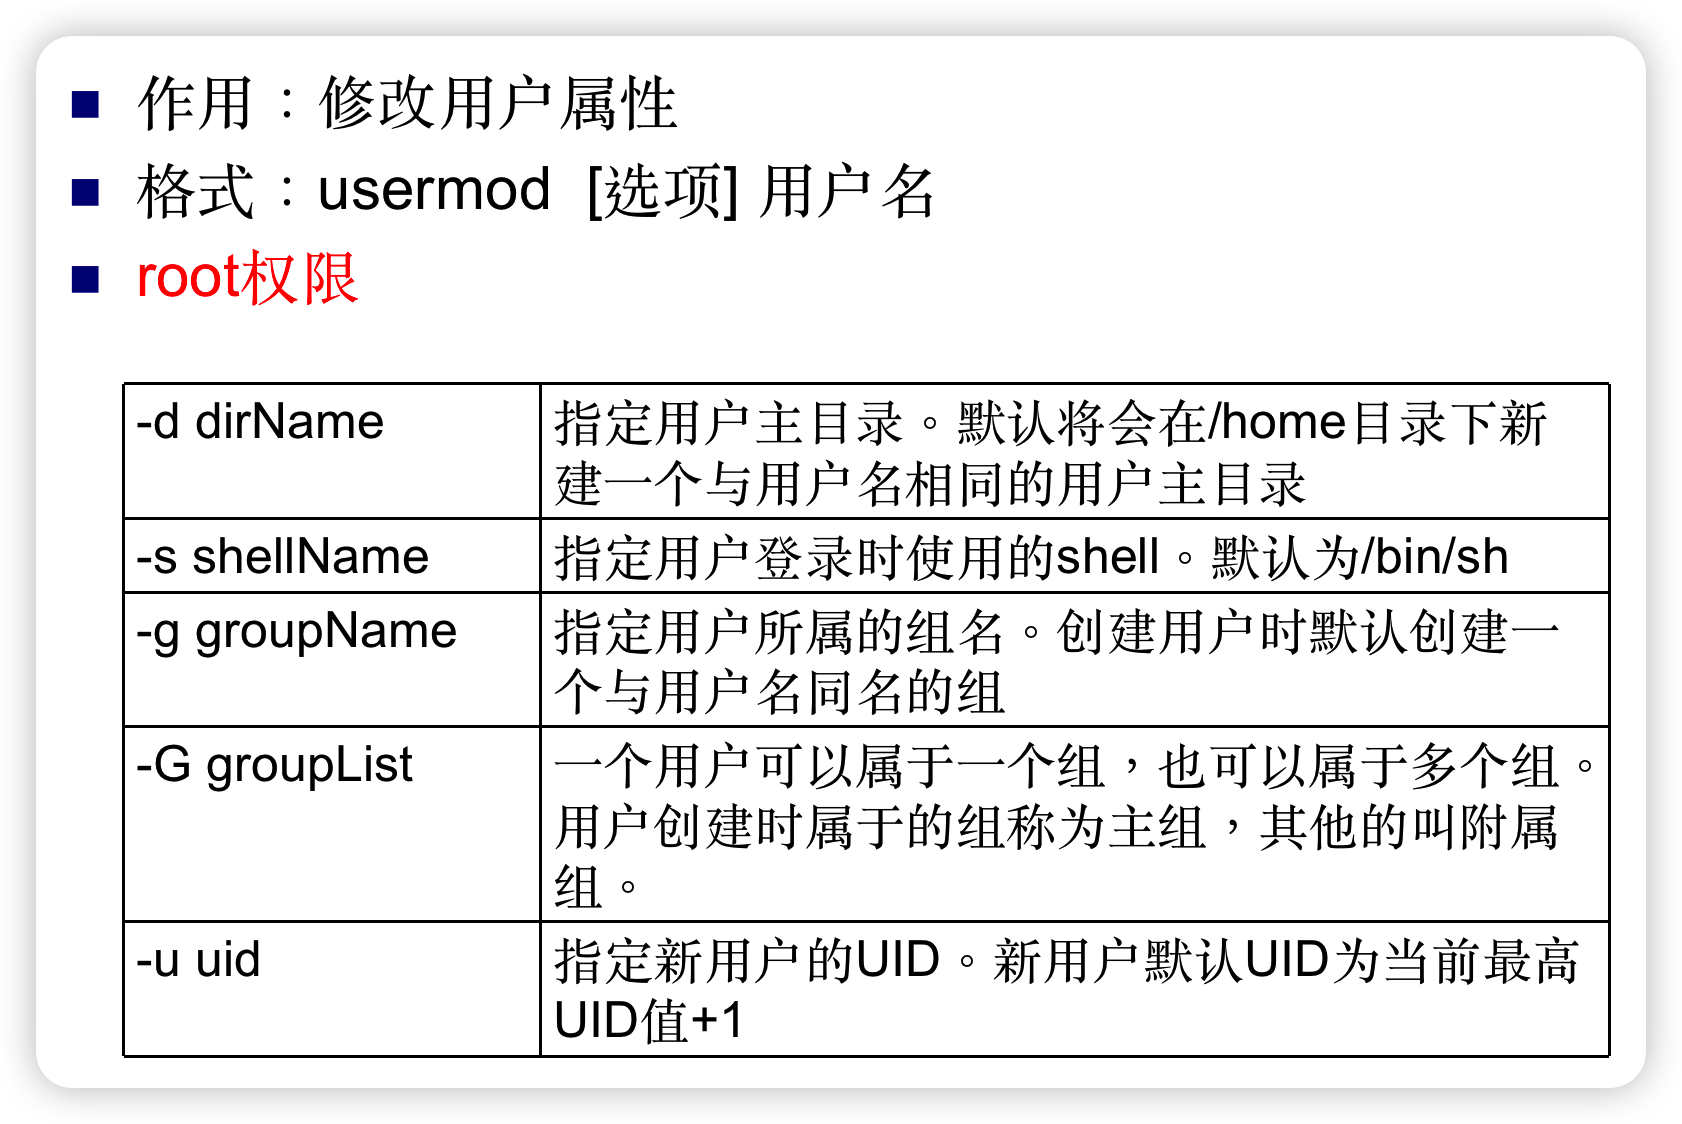 作用：修改用户属性
格式：usermod [选项] 用户名
root权限
-d dirName
指定用户主目录。默认将会在/home目录下新
建一个与用户名相同的用户主目录
-s shellName
指定用户登录时使用的shell。默认为/bin/sh
-g groupName
指定用户所属的组名。创建用户时默认创建一
个与用户名同名的组
-G groupList
一个用户可以属于一个组，也可以属于多个组。
用户创建时属于的组称为主组，其他的叫附属
组。
-u uid
指定新用户的UID。新用户默认UID为当前最高
UID值+1